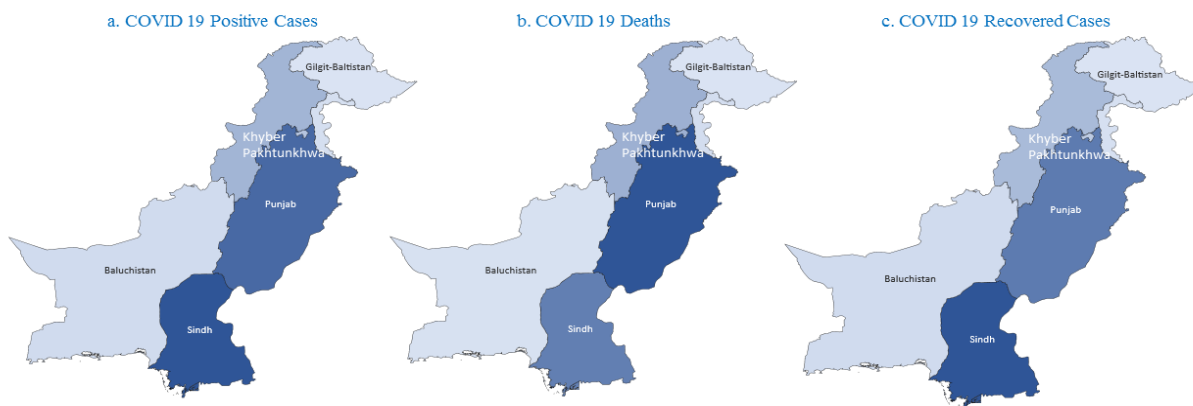 a. COVID 19 Positive Cases
Gilgit-Baltistan
Khyber
Pakhtunkhwa
Punjab
Baluchistan
Sindh
b. COVID 19 Deaths
Gilgit-Baltistan
Khyber
Pakhtunkhwa
Punjab
Baluchistan
Sindh
c. COVID 19 Recovered Cases
Gilgit-Baltistan
Khyber
Pakhtunkhwa
Punjab
Baluchistan
Sindh